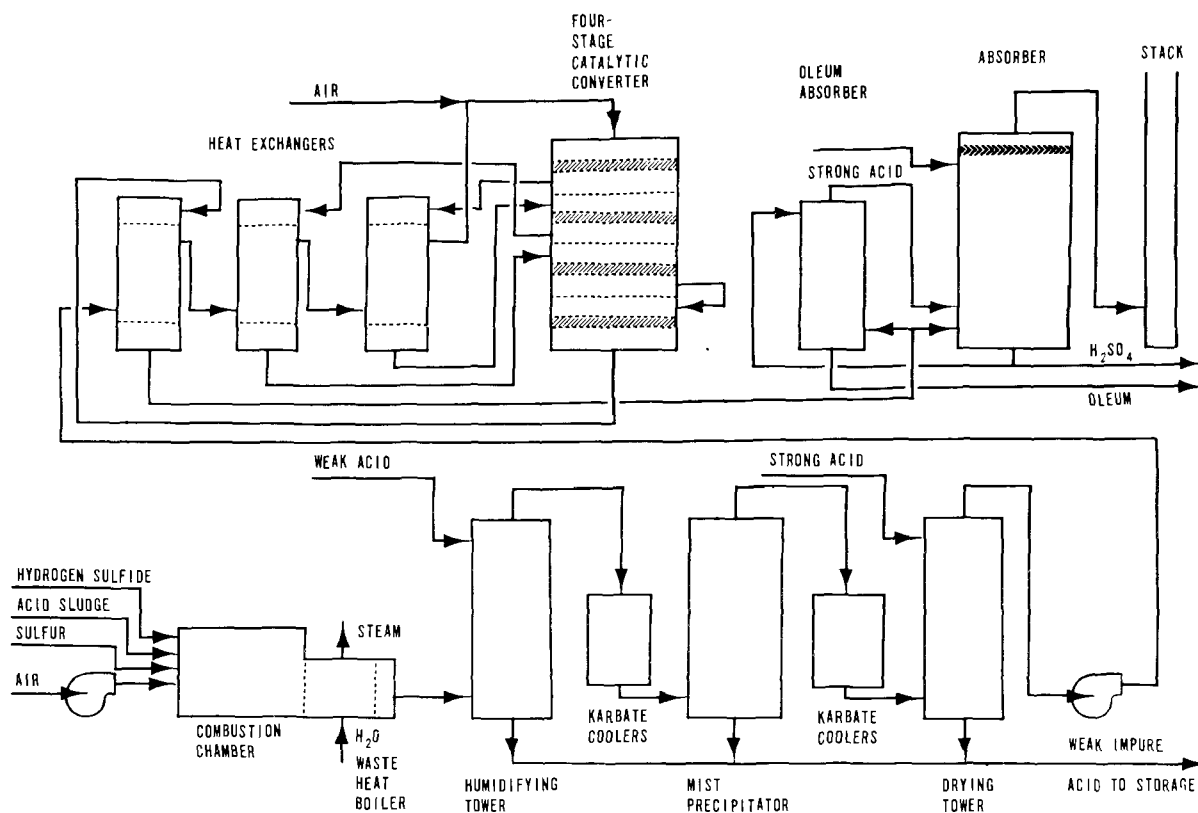 FOUR-
STAGE
CATALYTIC
CONVERTER
AIR
HEAT EXCHANGERS
OLEUM
ABSORBER
ABSORBER
STACK
STRONG ACID
H₂SO₄
OLEUM
WEAK ACID
STRONG ACID
HYDROGEN SULFIDE
ACID SLUDGE
SULFUR
AIR
STEAM
COMBUSTION
CHAMBER
H₂O
WASTE
HEAT
BOILER
HUMIDIFYING
TOWER
KARBATE
COOLERS
MIST
PRECIPITATOR
KARBATE
COOLERS
DRYING
TOWER
WEAK IMPURE
ACID TO STORAGE